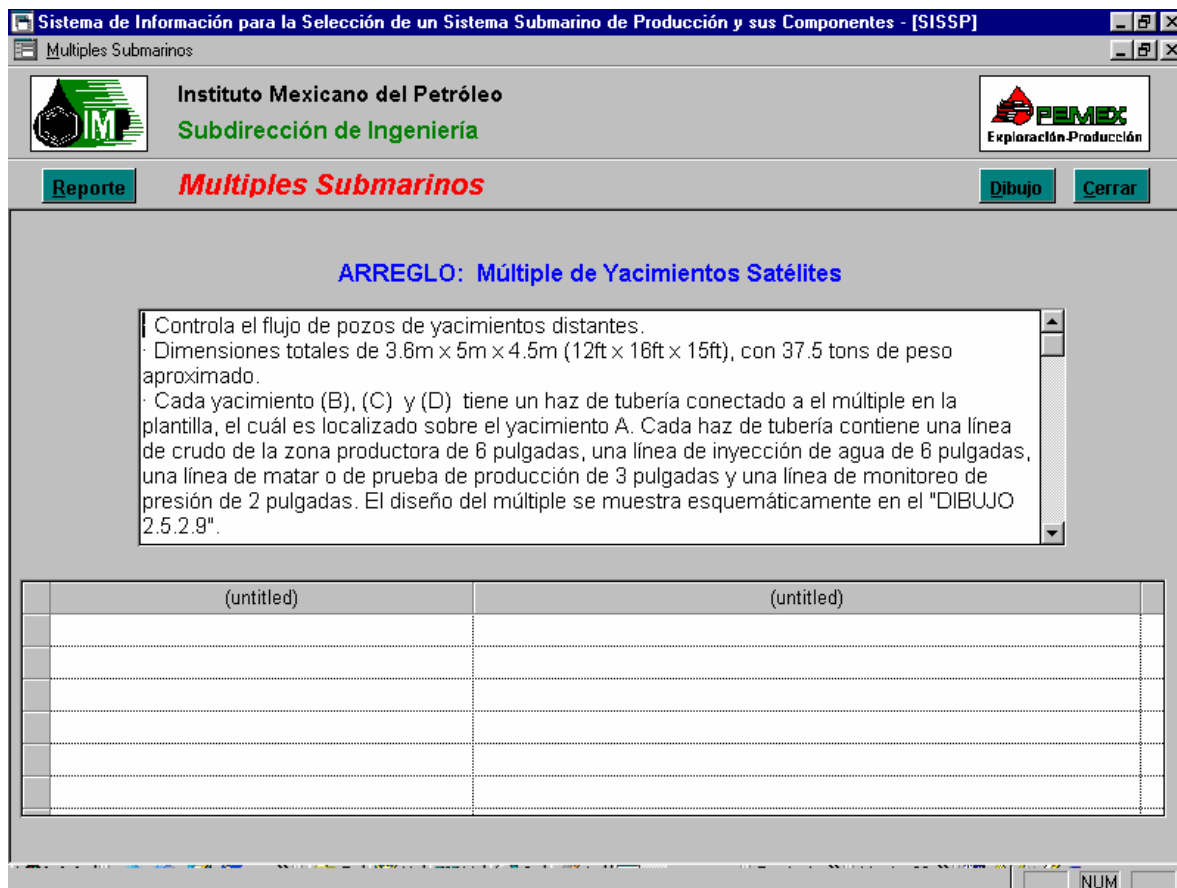 Sistema de Información para la Selección de un Sistema Submarino de Producción y sus Componentes - [SISSP]
Multiples Submarinos
IMP
Instituto Mexicano del Petróleo
Subdirección de Ingeniería
PEMEX
Exploración-Producción
Reporte
Multiples Submarinos
Dibujo
Cerrar
ARREGLO: Múltiple de Yacimientos Satélites
· Controla el flujo de pozos de yacimientos distantes.
· Dimensiones totales de 3.6m x 5m x 4.5m (12ft x 16ft x 15ft), con 37.5 tons de peso
aproximado.
· Cada yacimiento (B), (C) y (D) tiene un haz de tubería conectado a el múltiple en la
plantilla, el cuál es localizado sobre el yacimiento A. Cada haz de tubería contiene una línea
de crudo de la zona productora de 6 pulgadas, una línea de inyección de agua de 6 pulgadas,
una línea de matar o de prueba de producción de 3 pulgadas y una línea de monitoreo de
presión de 2 pulgadas. El diseño del múltiple se muestra esquemáticamente en el "DIBUJO
2.5.2.9".
(untitled)
(untitled)
NUM